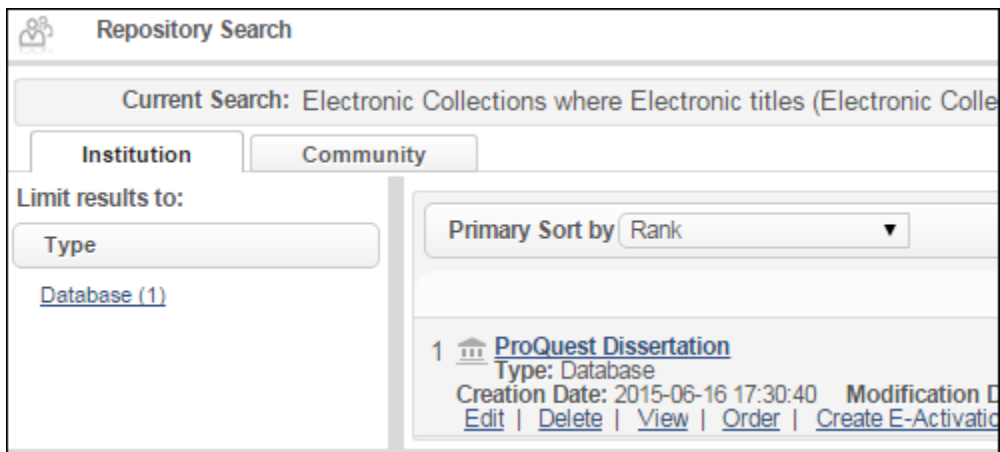 Repository Search
Current Search: Electronic Collections where Electronic titles (Electronic Colle
Institution
Community
Limit results to:
Type
Database (1)
Primary Sort by Rank
1 ProQuest Dissertation
Type: Database
Creation Date: 2015-06-16 17:30:40 Modification D
Edit | Delete | View | Order | Create E-Activatio